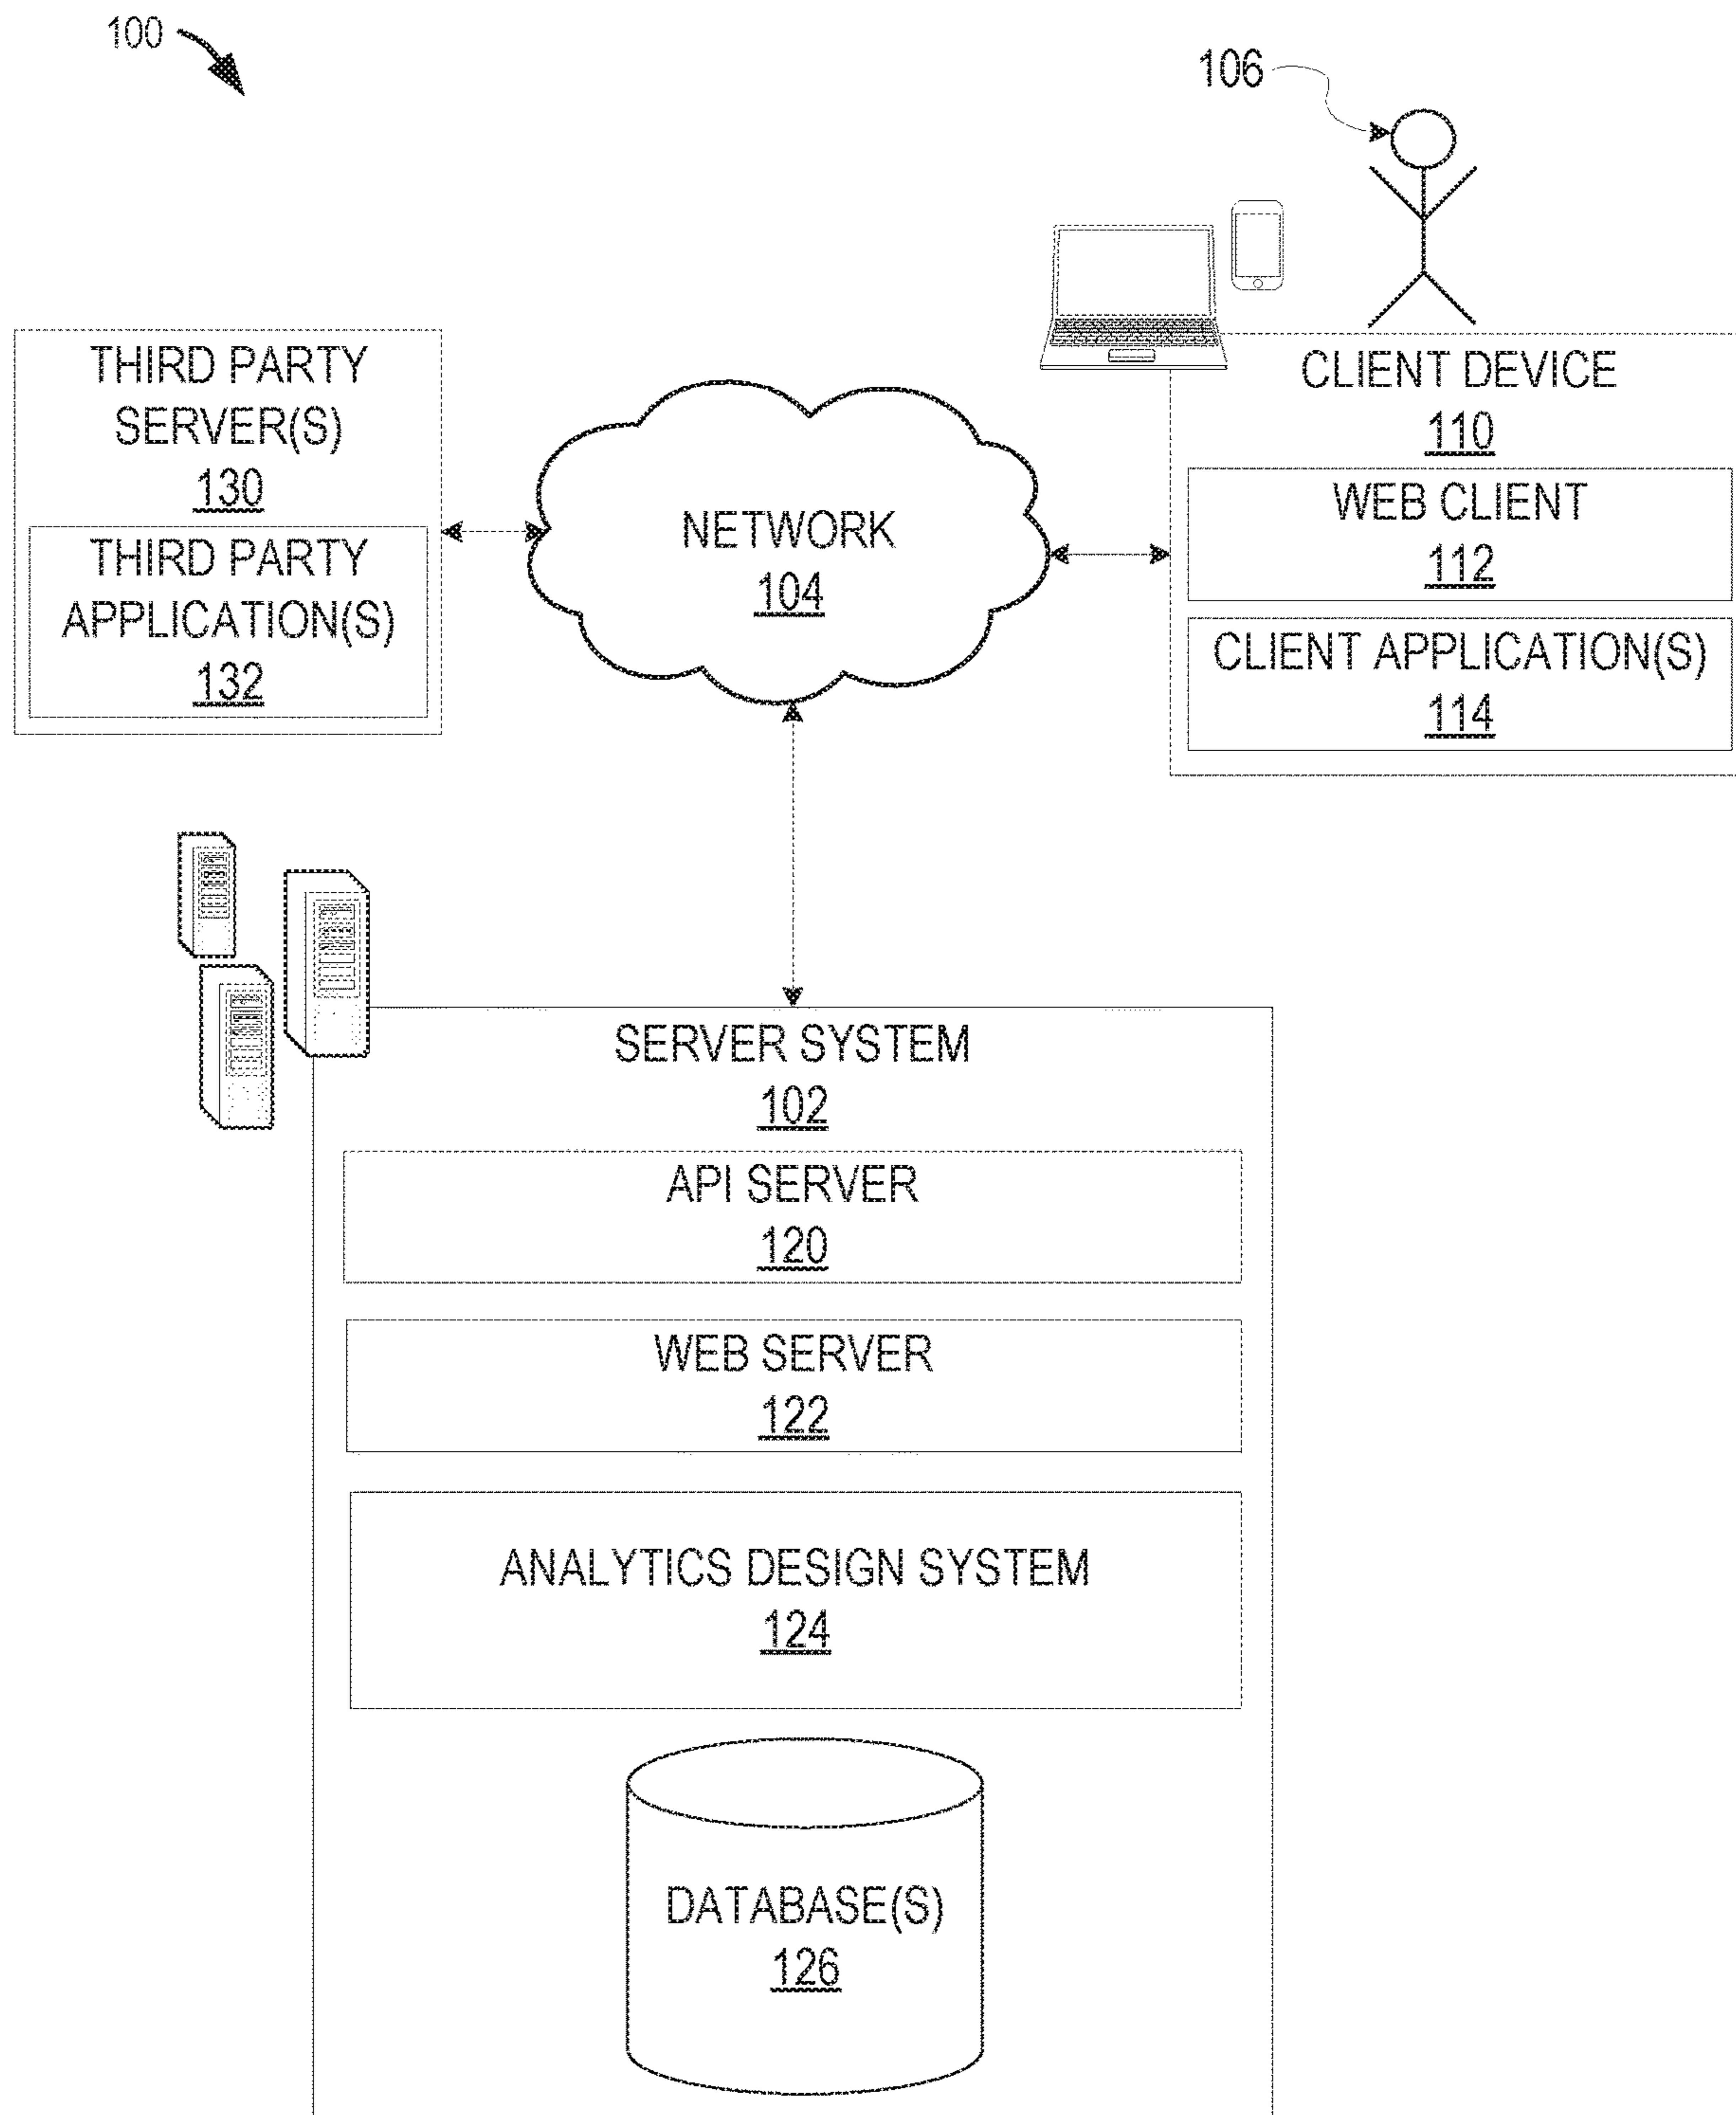 100
106
THIRD PARTY
SERVER(S)
130
THIRD PARTY
APPLICATION(S)
132
NETWORK
104
CLIENT DEVICE
110
WEB CLIENT
112
CLIENT APPLICATION(S)
114
SERVER SYSTEM
102
API SERVER
120
WEB SERVER
122
ANALYTICS DESIGN SYSTEM
124
DATABASE(S)
126